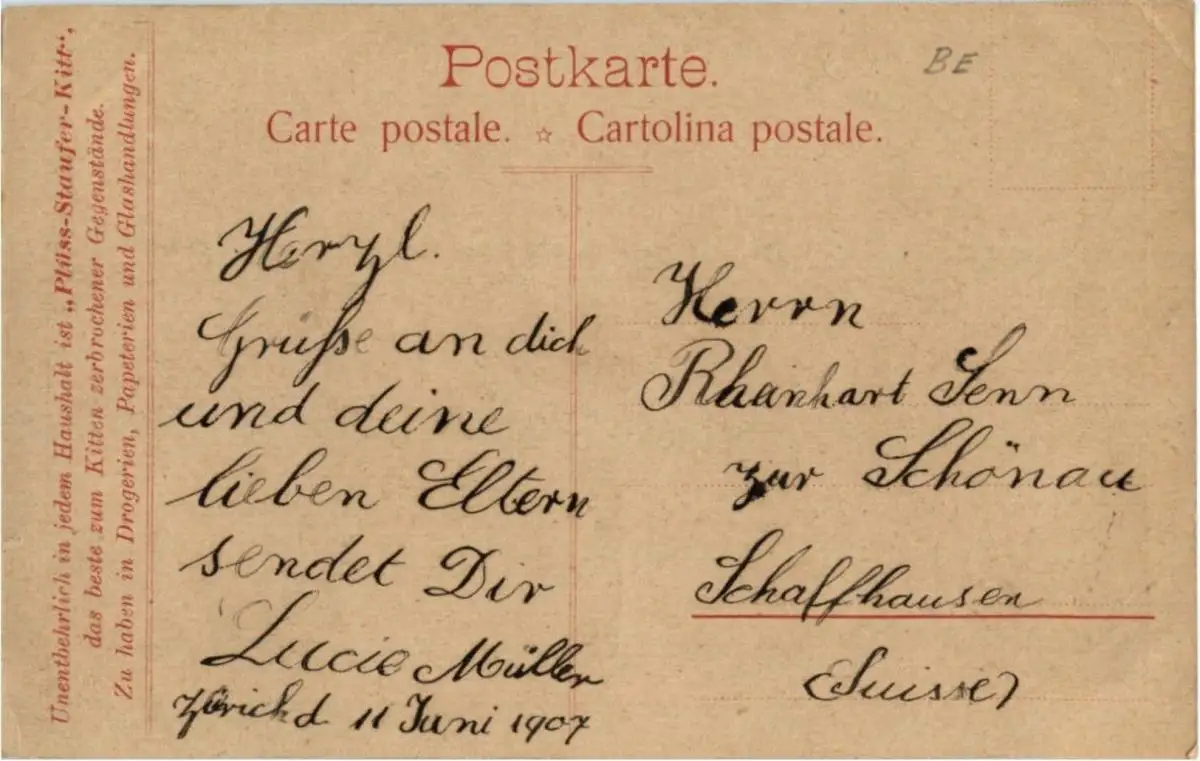 Postkarte.
Carte postale. ☆ Cartolina postale.
BE
Unentbehrlich in jedem Haushalt ist „Plüss-Staufer-Kitt“,
das beste zum Kitten zerbrochener Gegenstände.
Zu haben in Drogerien, Papeterien und Glashandlungen.
Herzl.
Grüße an dich
und deine
lieben Eltern
sendet Dir
Lucie Müller
Zürich d. 11 Juni 1907
Herrn
Rheinhart Senn
zur Schönau
Schaffhausen
(Suisse)